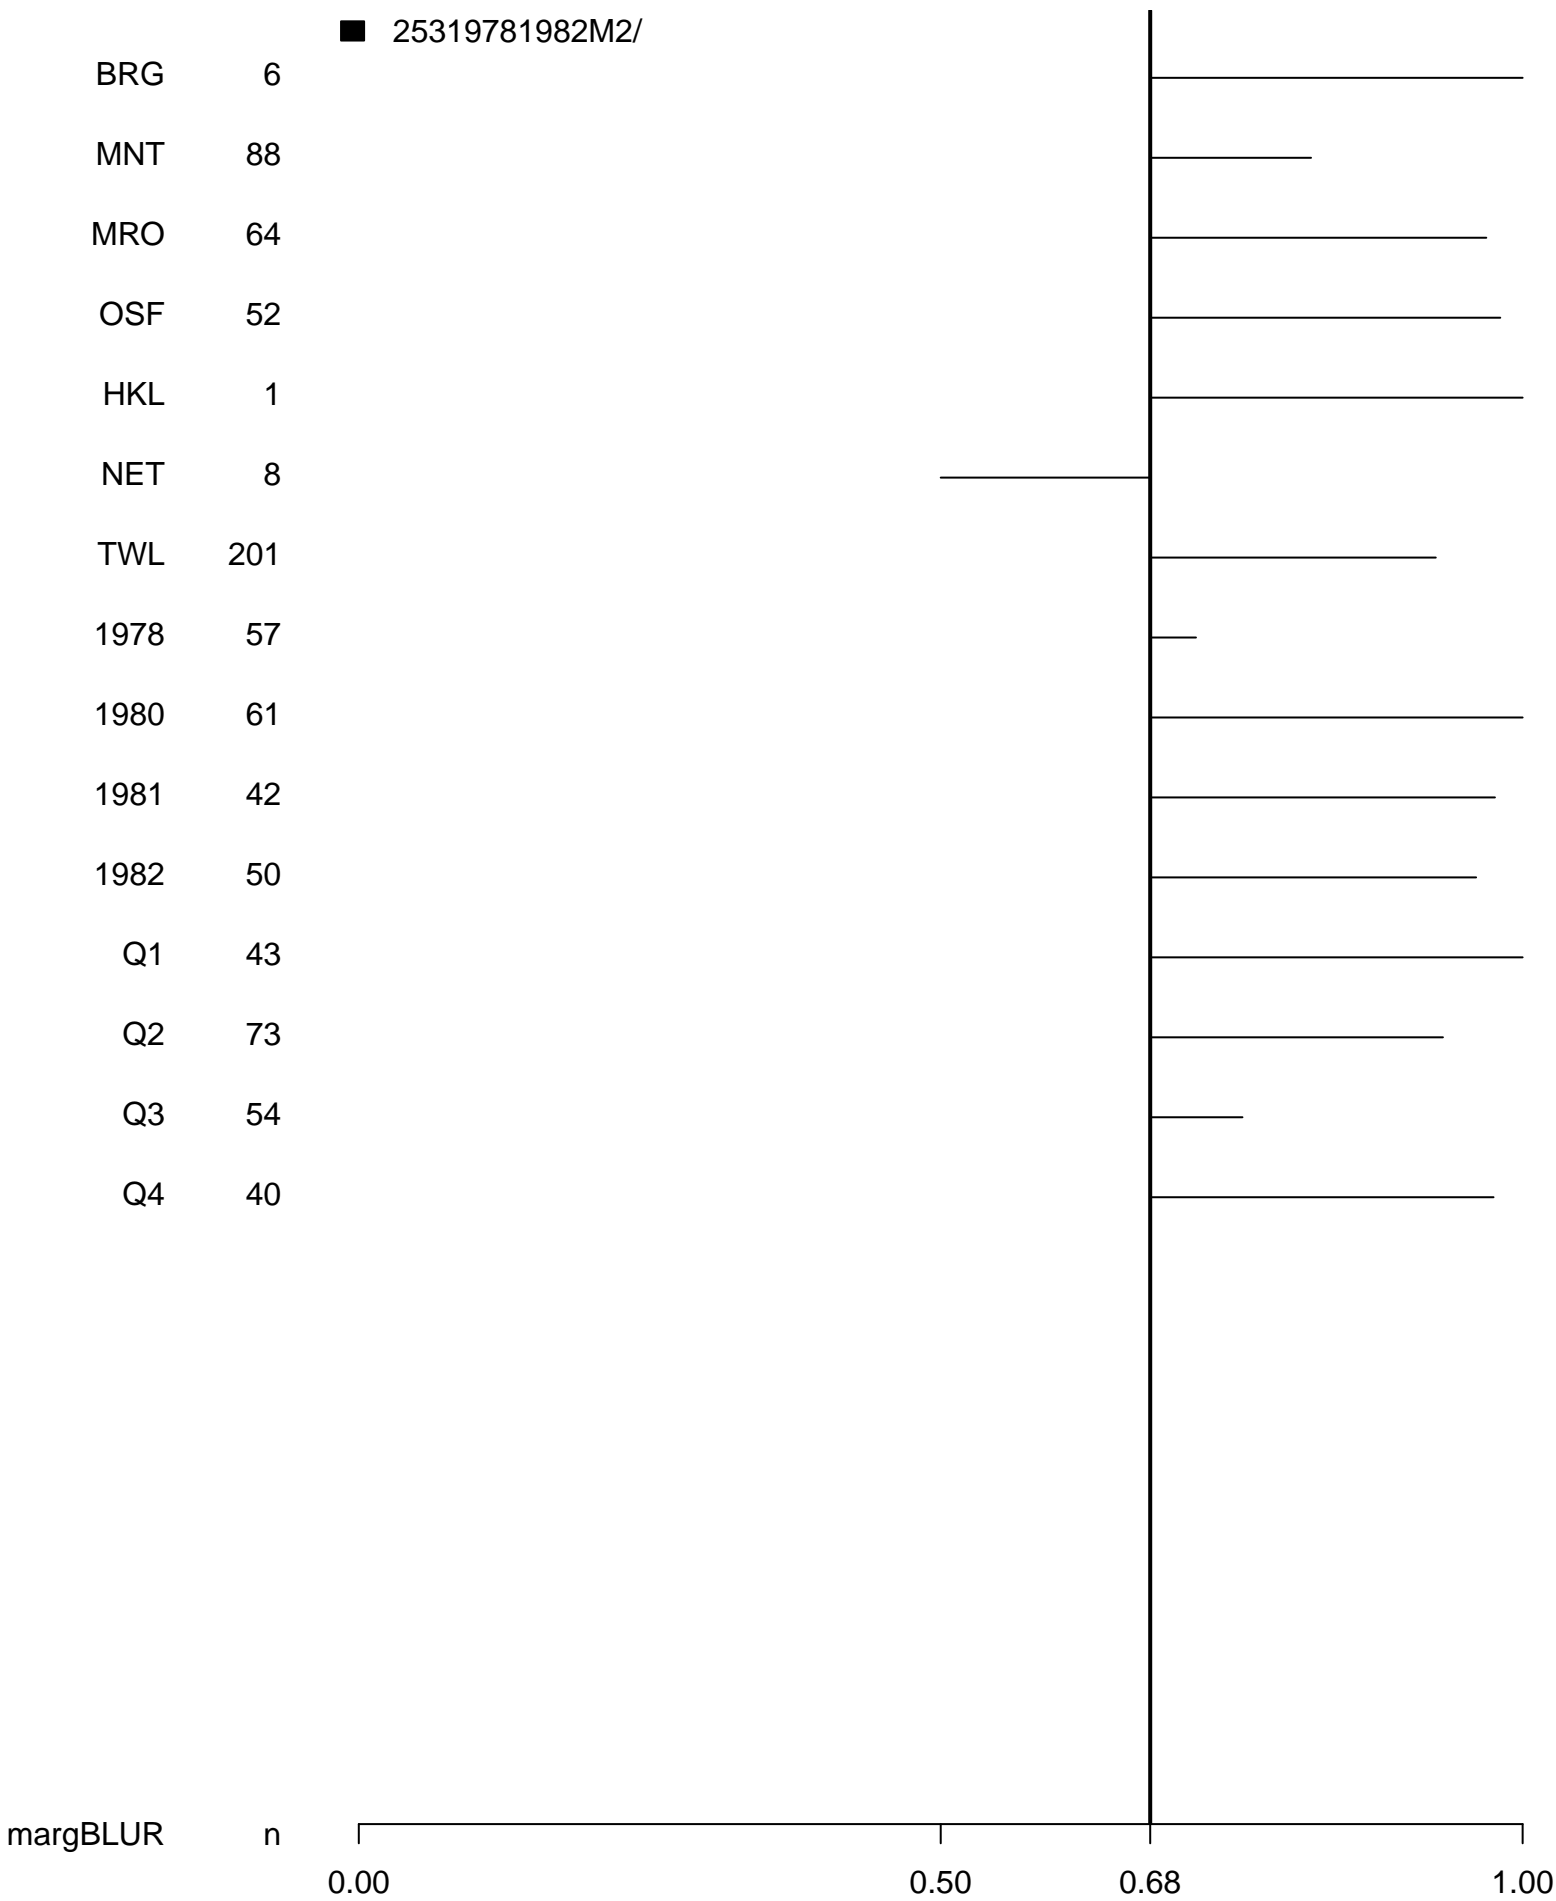 25319781982M2/
BRG 6
MNT 88
MRO 64
OSF 52
HKL 1
NET 8
TWL 201
1978 57
1980 61
1981 42
1982 50
Q1 43
Q2 73
Q3 54
Q4 40
margBLUR n
0.00 0.50 0.68 1.00